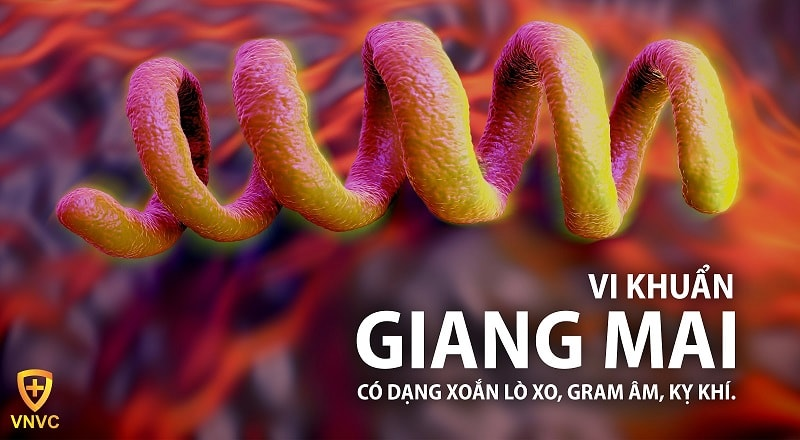 VI KHUẨN
GIANG MAI
CÓ DẠNG XOẮN LÒ XO, GRAM ÂM, KỴ KHÍ.
VNVC